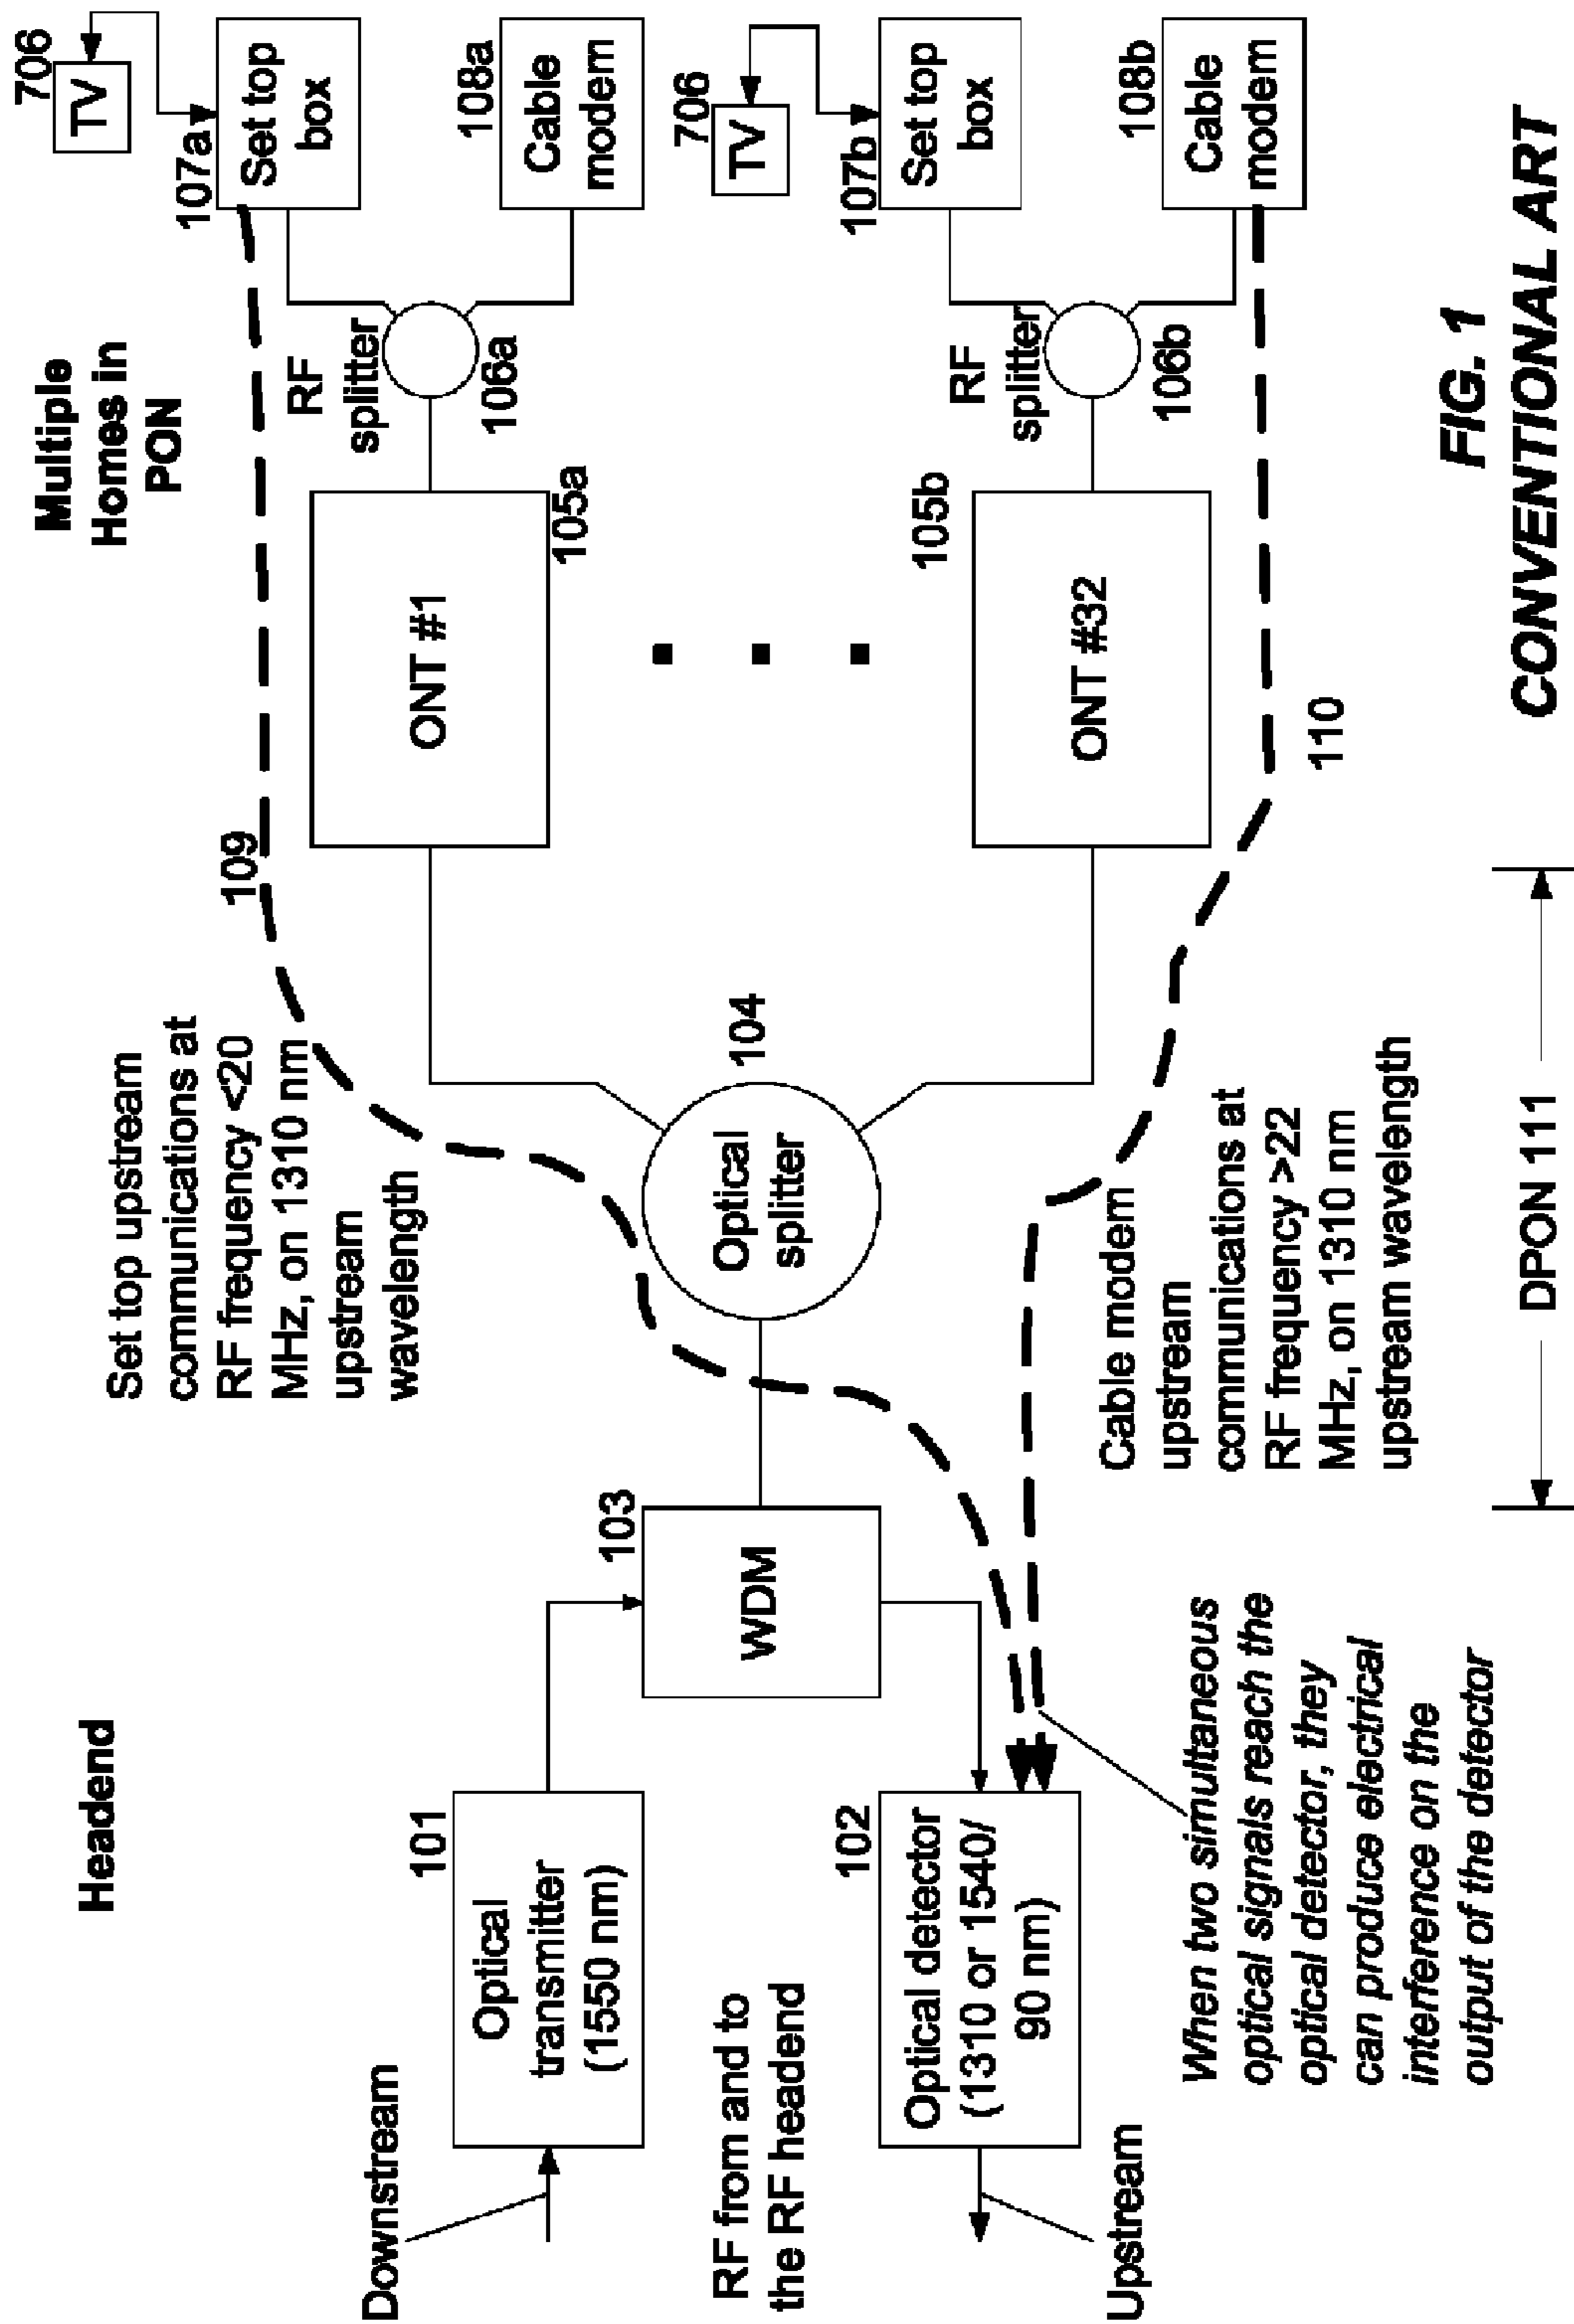 Headend
Multiple
Homes in
PON
706
TV
107a
Set top
box
108a
Cable
modem
RF
splitter
106a
109
Set top upstream
communications at
RF frequency <20
MHz, on 1310 nm
upstream
wavelength
ONT #1
105a
Downstream
101
Optical
transmitter
(1550 nm)
103
WDM
104
Optical
splitter
RF from and to
the RF headend
102
Optical detector
(1310 or 1540/
90 nm)
Upstream
706
TV
107b
Set top
box
108b
Cable
modem
RF
splitter
106b
105b
ONT #32
110
Cable modem
upstream
communications at
RF frequency >22
MHz, on 1310 nm
upstream wavelength
When two simultaneous
optical signals reach the
optical detector, they
can produce electrical
interference on the
output of the detector
DPON 111
FIG. 1
CONVENTIONAL ART